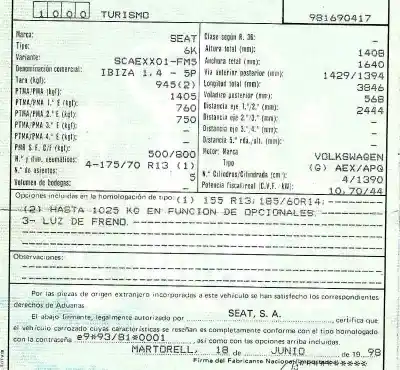 1000 TURISMO 981690417
Marca: SEAT Clase según R. 36: —
Tipo: 6K Altura total (mm): 1408
Variante: SCAEXX01-FM5 Anchura total (mm): 1640
Denominación comercial: IBIZA 1,4 - 5P Vía anterior posterior (mm): 1429/1394
Tara (kgf): 945(2) Longitud total (mm): 3846
PTMA/PMA (kgf): 1405 Voladizo posterior (mm): 568
PTMA/PMA 1.ª E (kgf): 760 Distancia eje 1.º/2.º (mm): 2444
PTMA/PMA 2.ª E (kgf): 750 Distancia eje 2.º/3.º (mm): —
PTMA/PMA 3.ª E (kgf): — Distancia eje 3.º/4.º (mm): —
PTMA/PMA 4.ª E (kgf): — Distancia 5.ª rda./últ. (mm): —
PMR S. F. C/F (kgf): 500/800 Motor: Marca VOLKSWAGEN
N.º y dim. neumáticos: 4-175/70 R13 (1) Tipo (G) AEX/APQ
N.º de asientos: 5 N.º Cilindros/Cilindrada (cm³): 4/1390
Volumen de bodegas: — Potencia fiscal/real (C.V.F. kW): 10,70/44
Opciones incluidas en la homologación de tipo: (1) 155 R13; 185/60R14;
(2) HASTA 1025 KG EN FUNCION DE OPCIONALES.
3- LUZ DE FRENO.
Observaciones:
Por las piezas de origen extranjero incorporadas a este vehículo se han satisfecho los correspondientes
derechos de Aduanas.
El abajo firmante, legalmente autorizado por SEAT, S.A. , certifica que
el vehículo carrozado cuyas características se reseñan es completamente conforme con el tipo homologado
con la contraseña e9*93/81*0001 , así como con las opciones arriba incluidas.
MARTORELL, 18 de JUNIO de 19 98
Firma del Fabricante Nacional